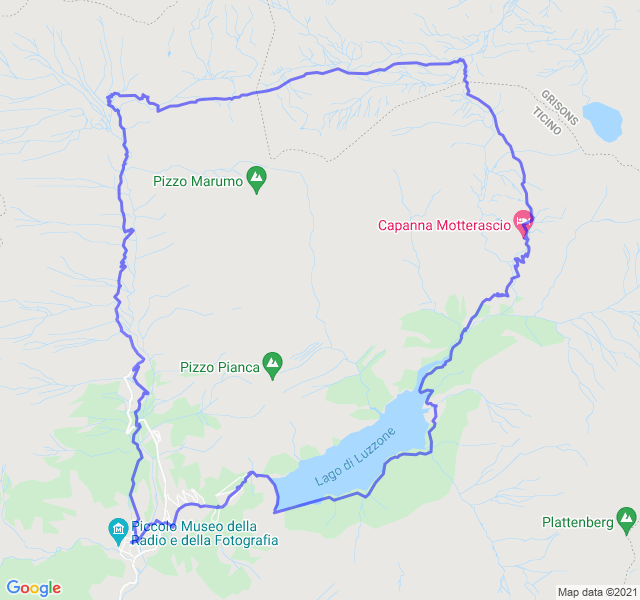 GRISONS
TICINO
Pizzo Marumo
Capanna Motterascio
Pizzo Pianca
Lago di Luzzone
Plattenberg
Piccolo Museo della
Radio e della Fotografia
Google
Map data ©2021